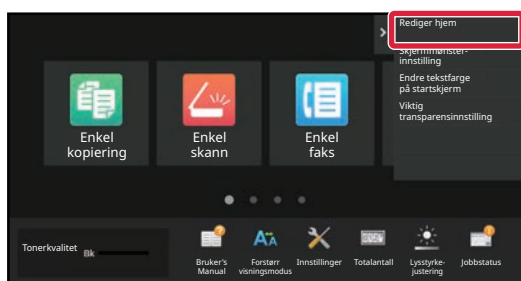 Rediger hjem
Skjermmønster-
innstilling
Endre tekstfarge
på startskjerm
Viktig
transparensinnstilling
Enkel
kopiering
Enkel
skann
Enkel
faks
Tonerkvalitet
Bk
Bruker's
Manual
Forstørr
visningsmodus
Innstillinger
Totalantall
Lysstyrke-
justering
Jobbstatus